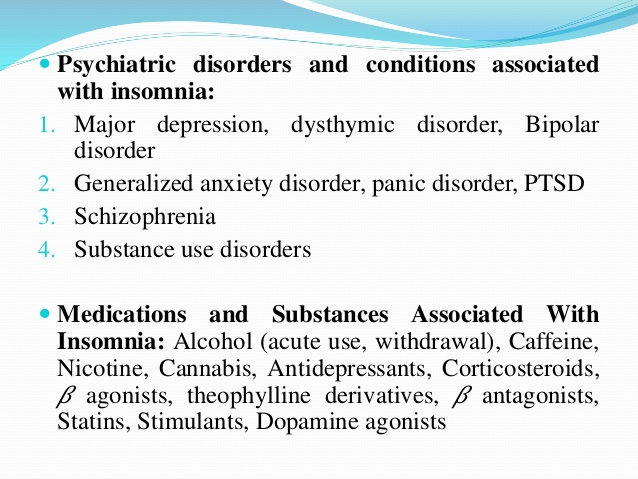 • Psychiatric disorders and conditions associated
with insomnia:
1. Major depression, dysthymic disorder, Bipolar
disorder
2. Generalized anxiety disorder, panic disorder, PTSD
3. Schizophrenia
4. Substance use disorders
• Medications and Substances Associated With
Insomnia: Alcohol (acute use, withdrawal), Caffeine,
Nicotine, Cannabis, Antidepressants, Corticosteroids,
β agonists, theophylline derivatives, β antagonists,
Statins, Stimulants, Dopamine agonists